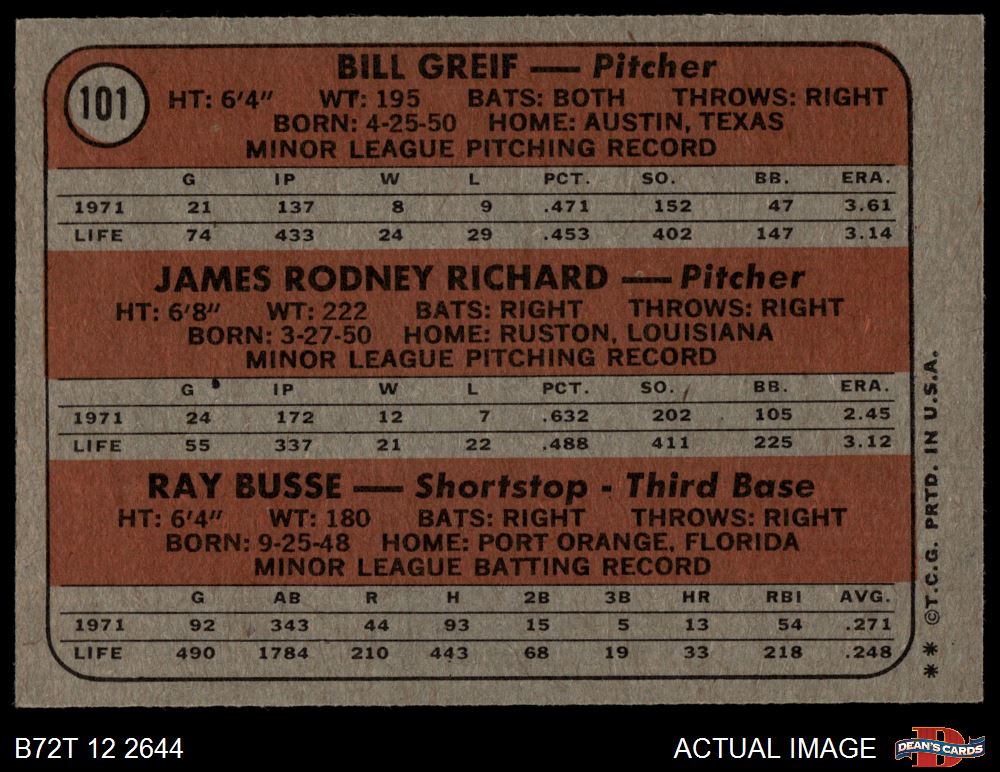 101
BILL GREIF — Pitcher
HT: 6'4" WT: 195 BATS: BOTH THROWS: RIGHT
BORN: 4-25-50 HOME: AUSTIN, TEXAS
MINOR LEAGUE PITCHING RECORD
G IP W L PCT. SO. BB. ERA.
1971 21 137 8 9 .471 152 47 3.61
LIFE 74 433 24 29 .453 402 147 3.14
JAMES RODNEY RICHARD — Pitcher
HT: 6'8" WT: 222 BATS: RIGHT THROWS: RIGHT
BORN: 3-27-50 HOME: RUSTON, LOUISIANA
MINOR LEAGUE PITCHING RECORD
G IP W L PCT. SO. BB. ERA.
1971 24 172 12 7 .632 202 105 2.45
LIFE 55 337 21 22 .488 411 225 3.12
RAY BUSSE — Shortstop - Third Base
HT: 6'4" WT: 180 BATS: RIGHT THROWS: RIGHT
BORN: 9-25-48 HOME: PORT ORANGE, FLORIDA
MINOR LEAGUE BATTING RECORD
G AB R H 2B 3B HR RBI AVG.
1971 92 343 44 93 15 5 13 54 .271
LIFE 490 1784 210 443 68 19 33 218 .248
** ©T.C.G. PRTD. IN U.S.A.
B72T 12 2644
ACTUAL IMAGE
DEAN'S CARDS